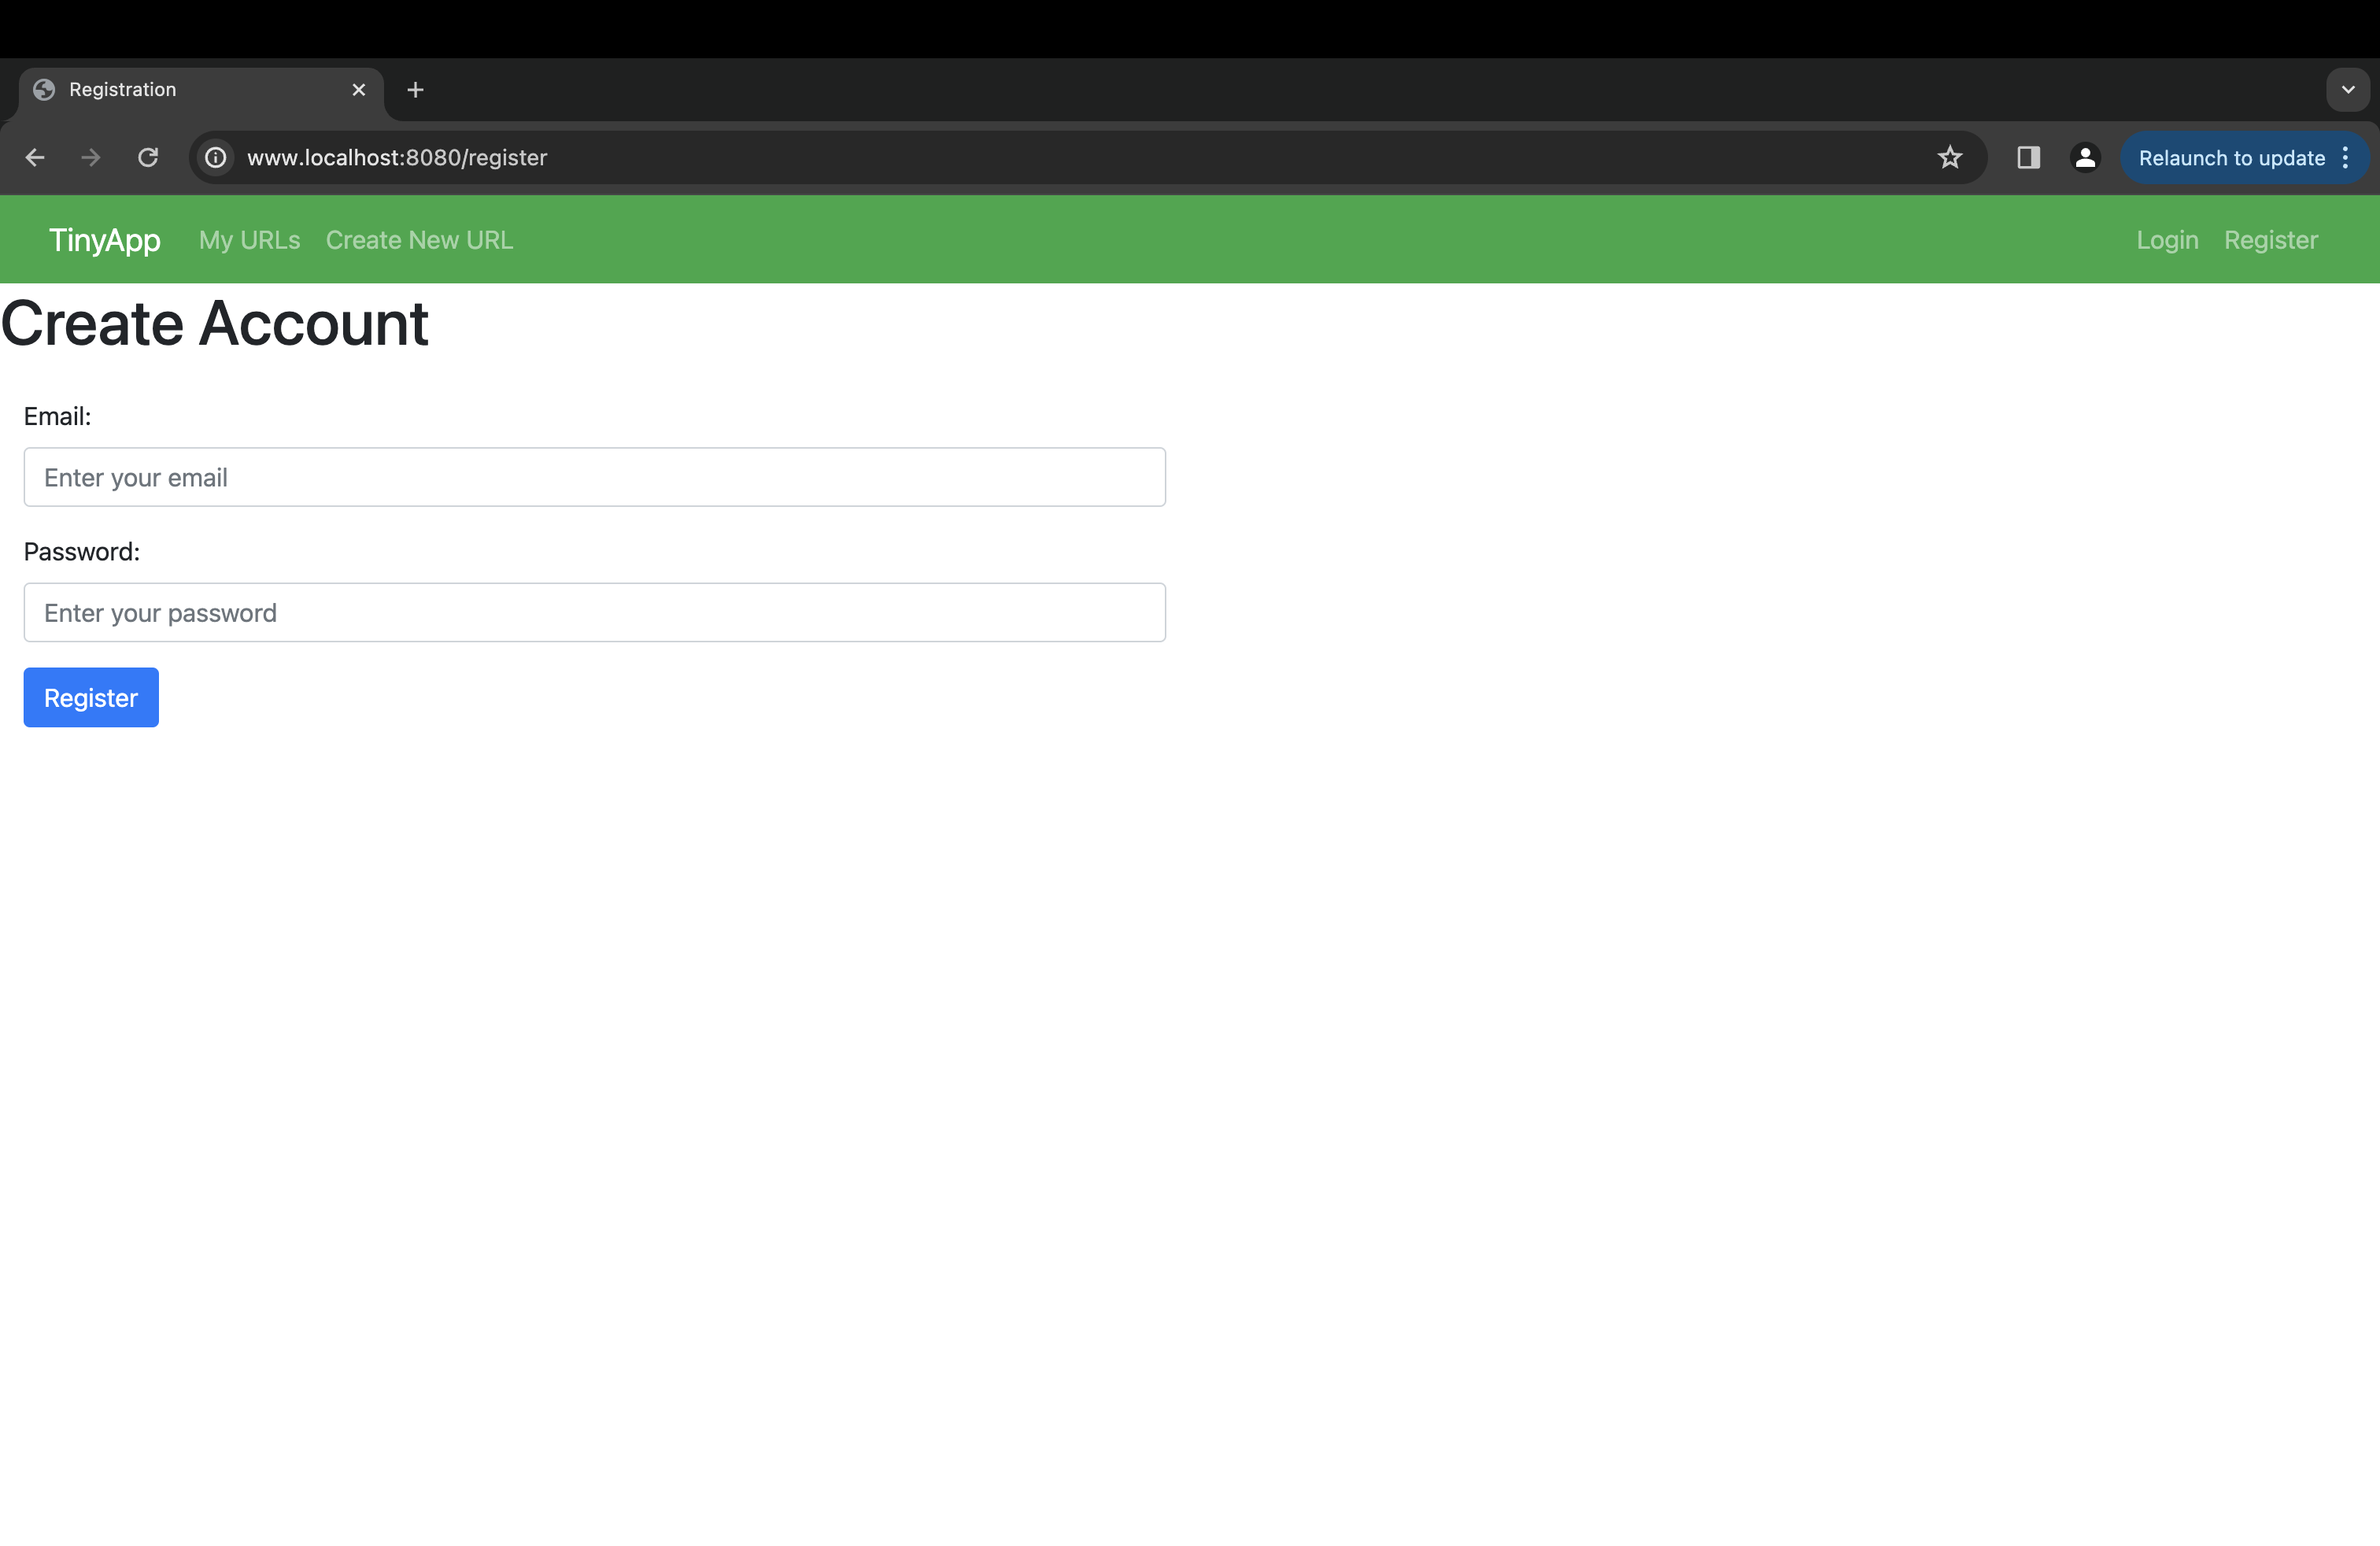 Registration
www.localhost:8080/register
Relaunch to update
TinyApp My URLs Create New URL Login Register
Create Account
Email:
Enter your email
Password:
Enter your password
Register